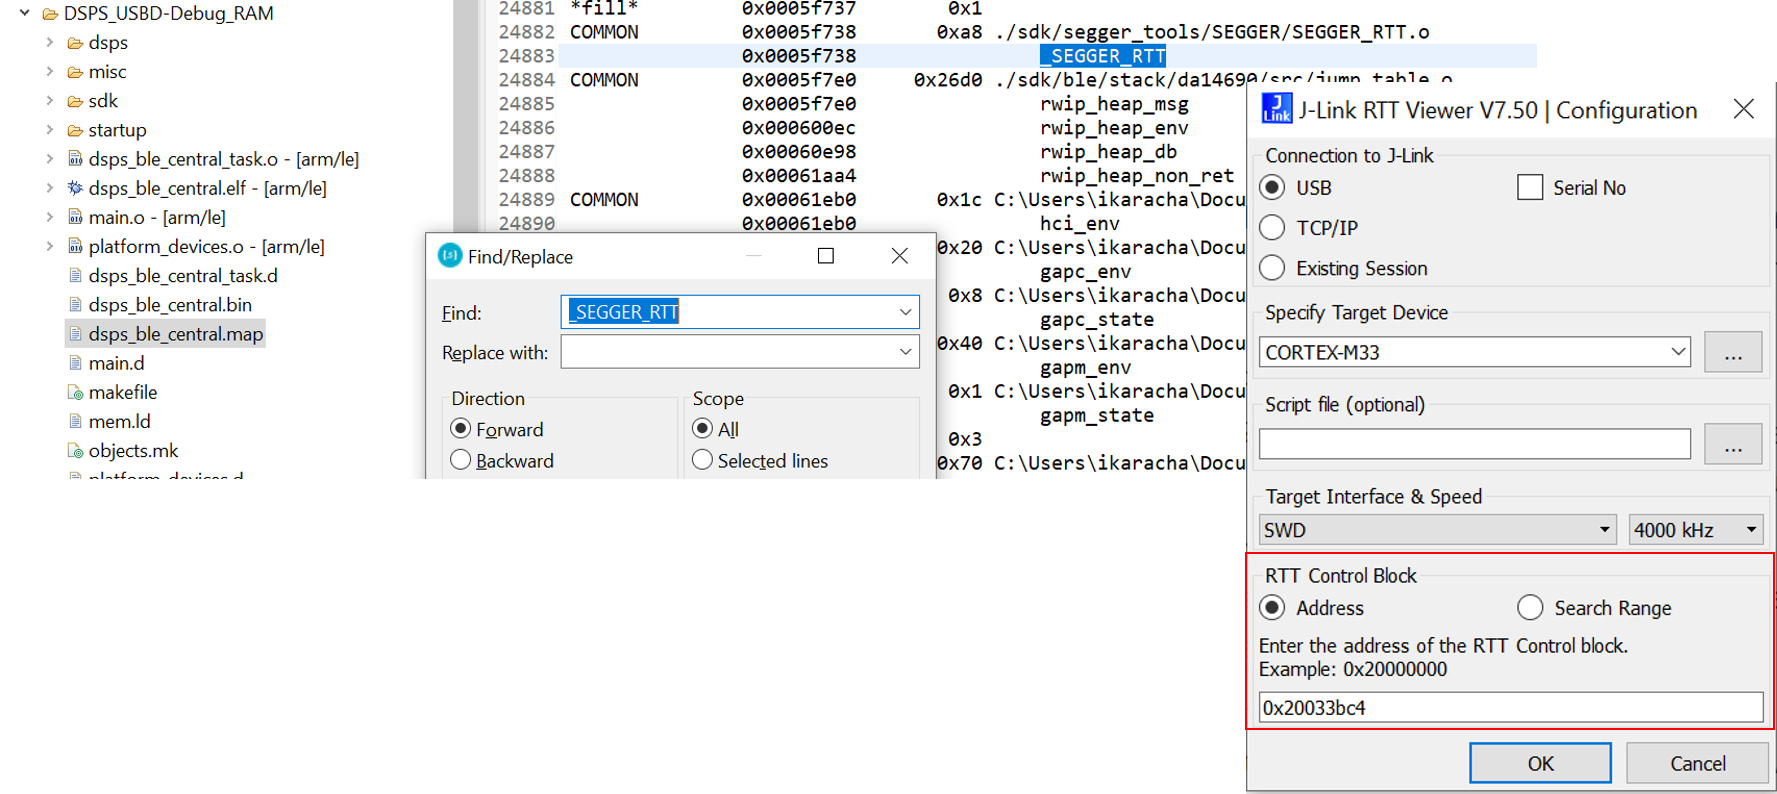 DSPS_USBD-Debug_RAM
dsps
misc
sdk
startup
dsps_ble_central_task.o - [arm/le]
dsps_ble_central.elf - [arm/le]
main.o - [arm/le]
platform_devices.o - [arm/le]
dsps_ble_central_task.d
dsps_ble_central.bin
dsps_ble_central.map
main.d
makefile
mem.ld
objects.mk
platform_devices.d
24881 *fill* 0x0005f737 0x1
24882 COMMON 0x0005f738 0xa8 ./sdk/segger_tools/SEGGER/SEGGER_RTT.o
24883 0x0005f738 _SEGGER_RTT
24884 COMMON 0x0005f7e0 0x26d0 ./sdk/ble/stack/da14690/src/jump_table.o
24885 0x0005f7e0 rwip_heap_msg
24886 0x000600ec rwip_heap_env
24887 0x00060e98 rwip_heap_db
24888 0x00061aa4 rwip_heap_non_ret
24889 COMMON 0x00061eb0 0x1c C:\Users\ikaracha\Docu
24890 0x00061eb0 hci_env
0x20 C:\Users\ikaracha\Docu
gapc_env
0x8 C:\Users\ikaracha\Docu
gapc_state
0x40 C:\Users\ikaracha\Docu
gapm_env
0x1 C:\Users\ikaracha\Docu
gapm_state
0x3
0x70 C:\Users\ikaracha\Docu
Find/Replace
Find: _SEGGER_RTT
Replace with:
Direction
Forward
Backward
Scope
All
Selected lines
J-Link RTT Viewer V7.50 | Configuration
Connection to J-Link
USB
Serial No
TCP/IP
Existing Session
Specify Target Device
CORTEX-M33
...
Script file (optional)
...
Target Interface & Speed
SWD
4000 kHz
RTT Control Block
Address
Search Range
Enter the address of the RTT Control block.
Example: 0x20000000
0x20033bc4
OK
Cancel